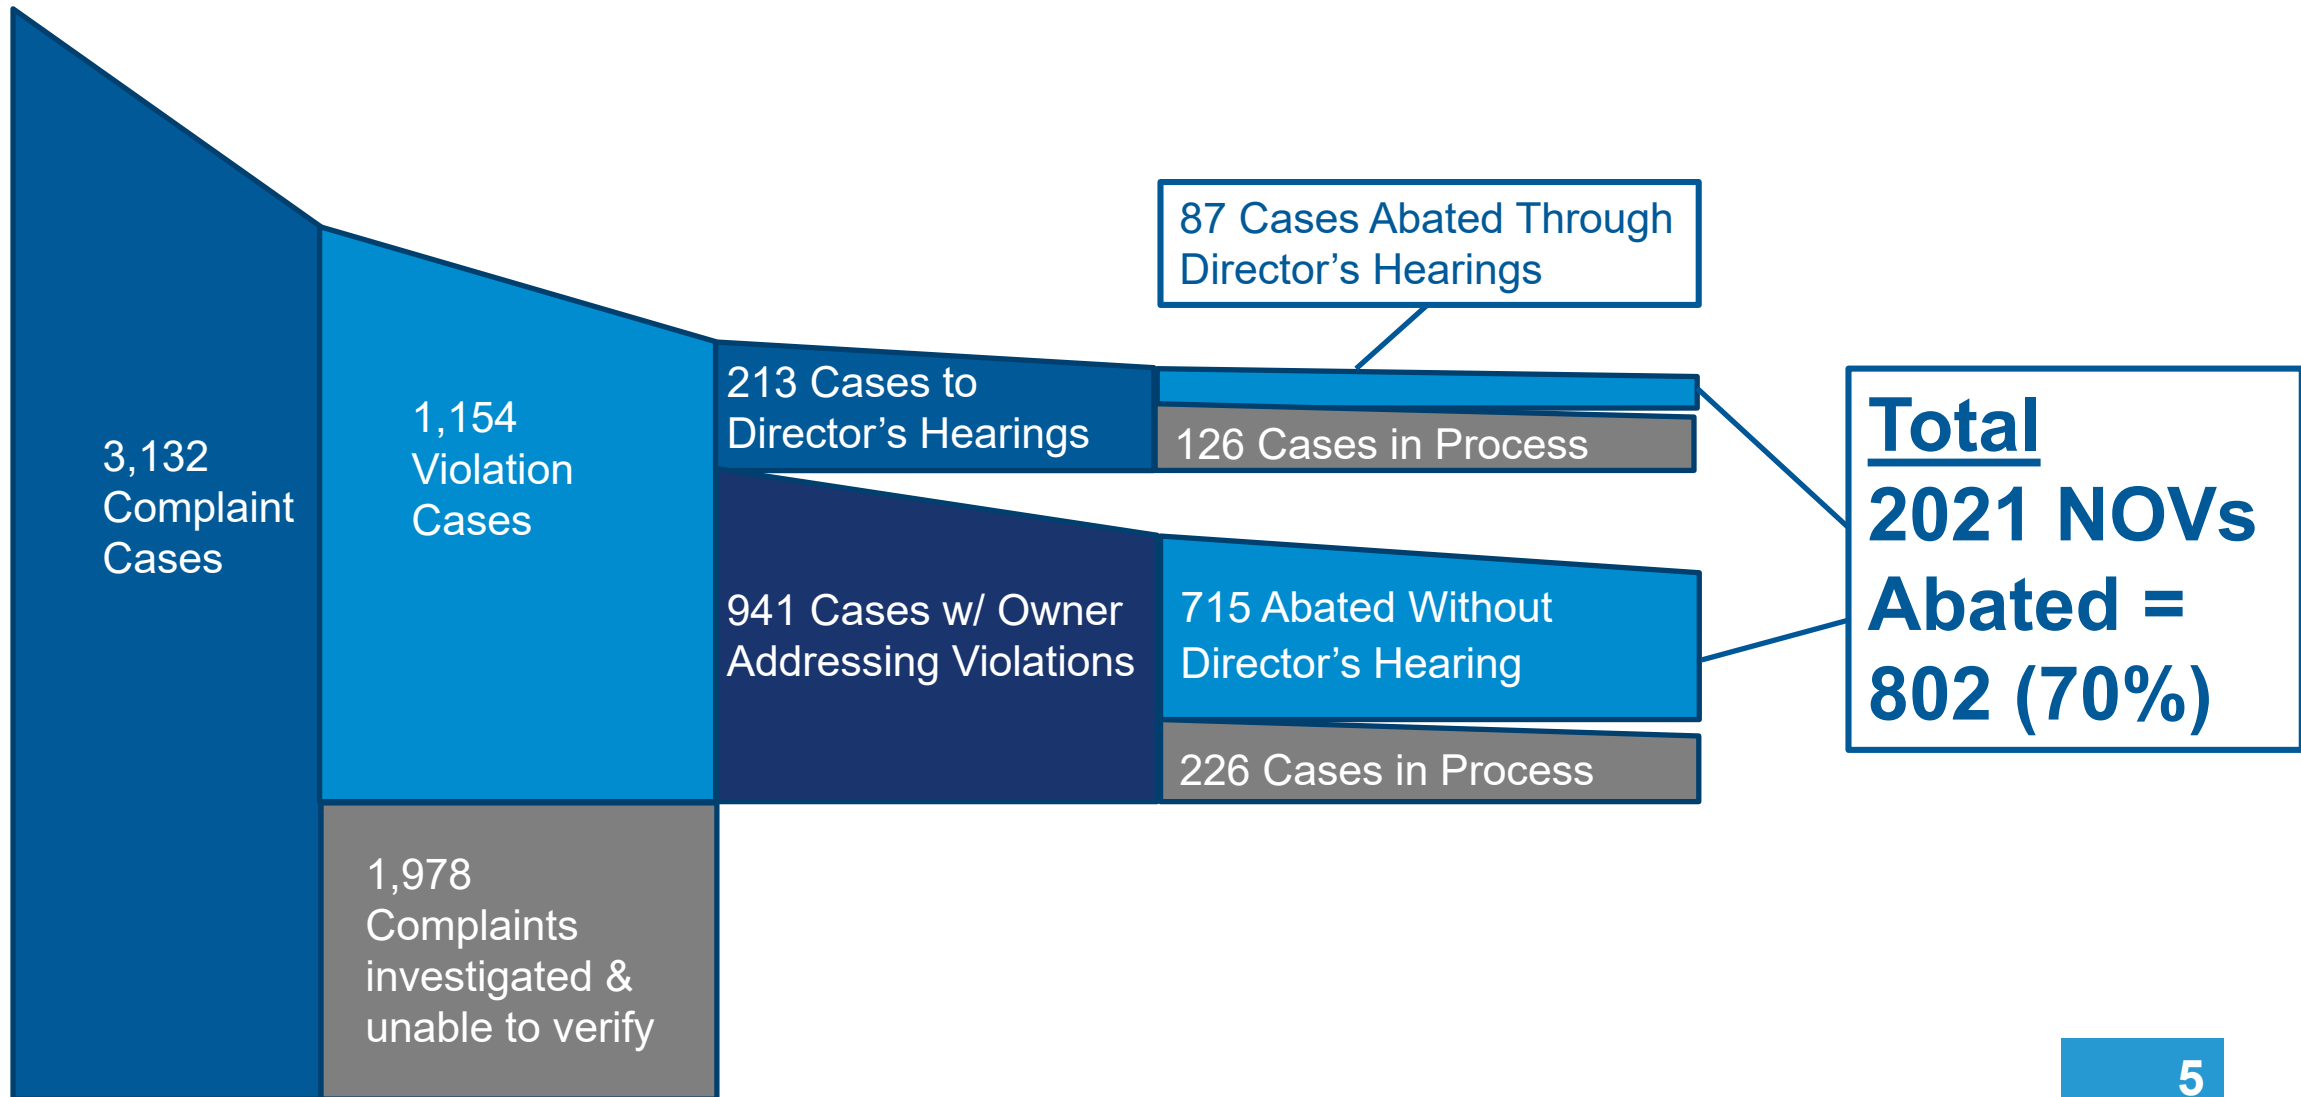 3,132
Complaint
Cases
1,154
Violation
Cases
1,978
Complaints
investigated &
unable to verify
213 Cases to
Director’s Hearings
941 Cases w/ Owner
Addressing Violations
87 Cases Abated Through
Director’s Hearings
126 Cases in Process
715 Abated Without
Director’s Hearing
226 Cases in Process
Total
2021 NOVs
Abated =
802 (70%)
5